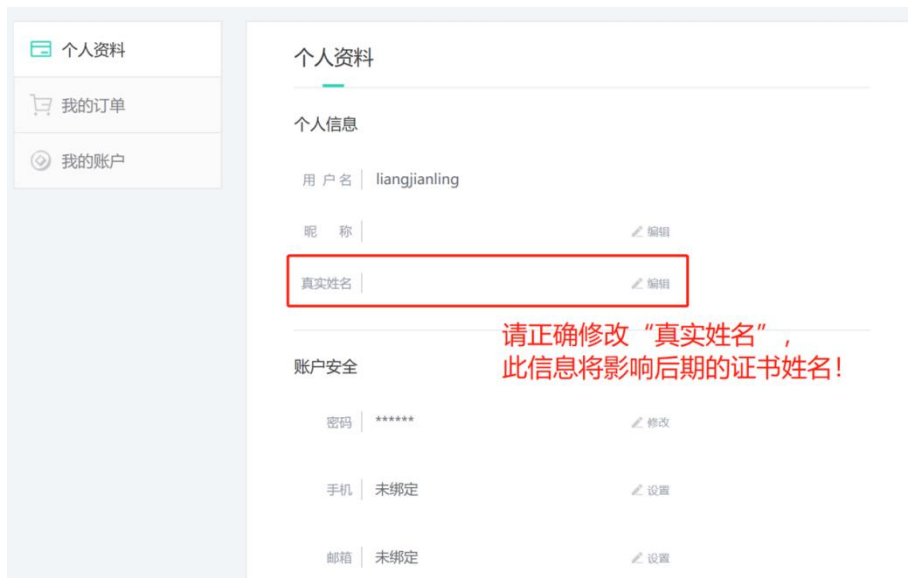 个人资料
我的订单
我的账户
个人资料
个人信息
用户名 liangjianling
昵称 编辑
真实姓名 编辑
请正确修改“真实姓名”，
此信息将影响后期的证书姓名！
账户安全
密码 ****** 修改
手机 未绑定 设置
邮箱 未绑定 设置